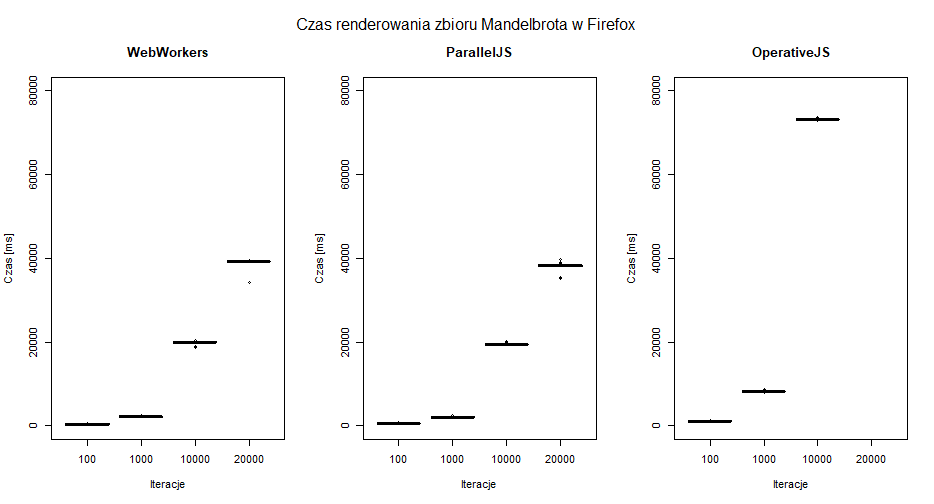 Czas renderowania zbioru Mandelbrota w Firefox
WebWorkers
Czas [ms]
80000
60000
40000
20000
0
100 1000 10000 20000
Iteracje
ParallelJS
Czas [ms]
80000
60000
40000
20000
0
100 1000 10000 20000
Iteracje
OperativeJS
Czas [ms]
80000
60000
40000
20000
0
100 1000 10000 20000
Iteracje